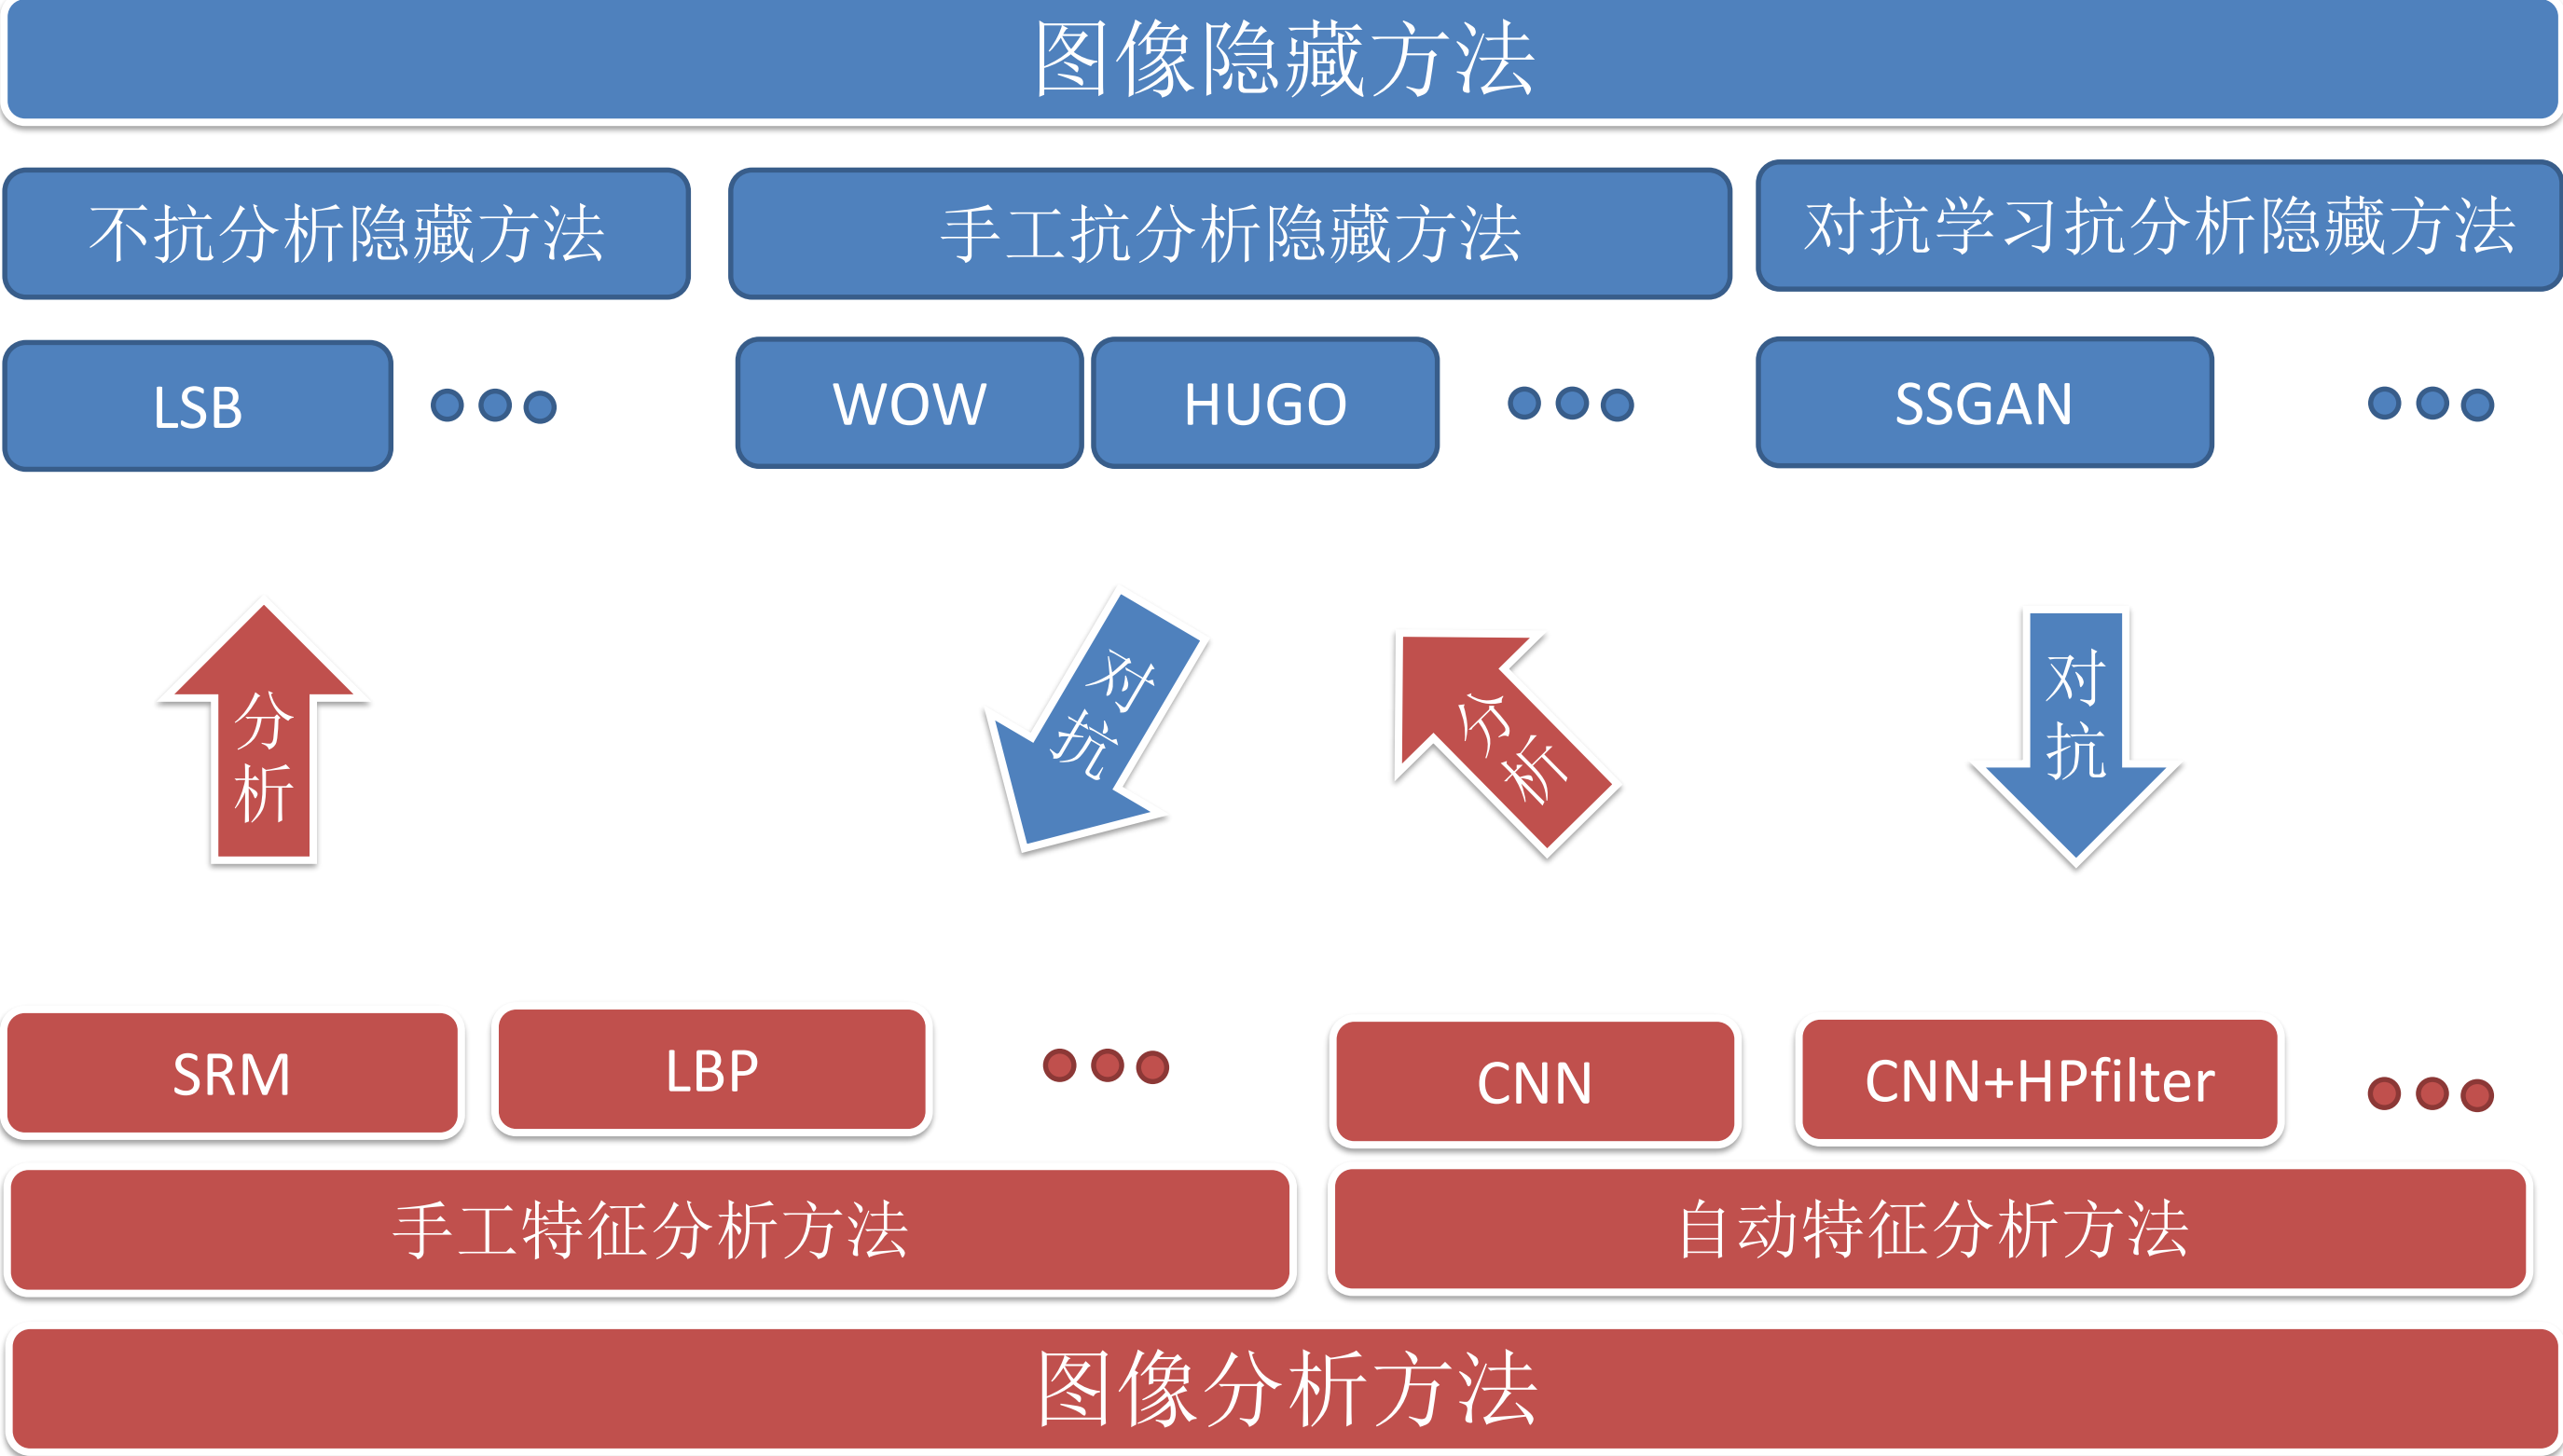 图像隐藏方法
不抗分析隐藏方法
手工抗分析隐藏方法
对抗学习抗分析隐藏方法
LSB
WOW
HUGO
SSGAN
分析
对抗
分析
对抗
SRM
LBP
CNN
CNN+HPfilter
手工特征分析方法
自动特征分析方法
图像分析方法